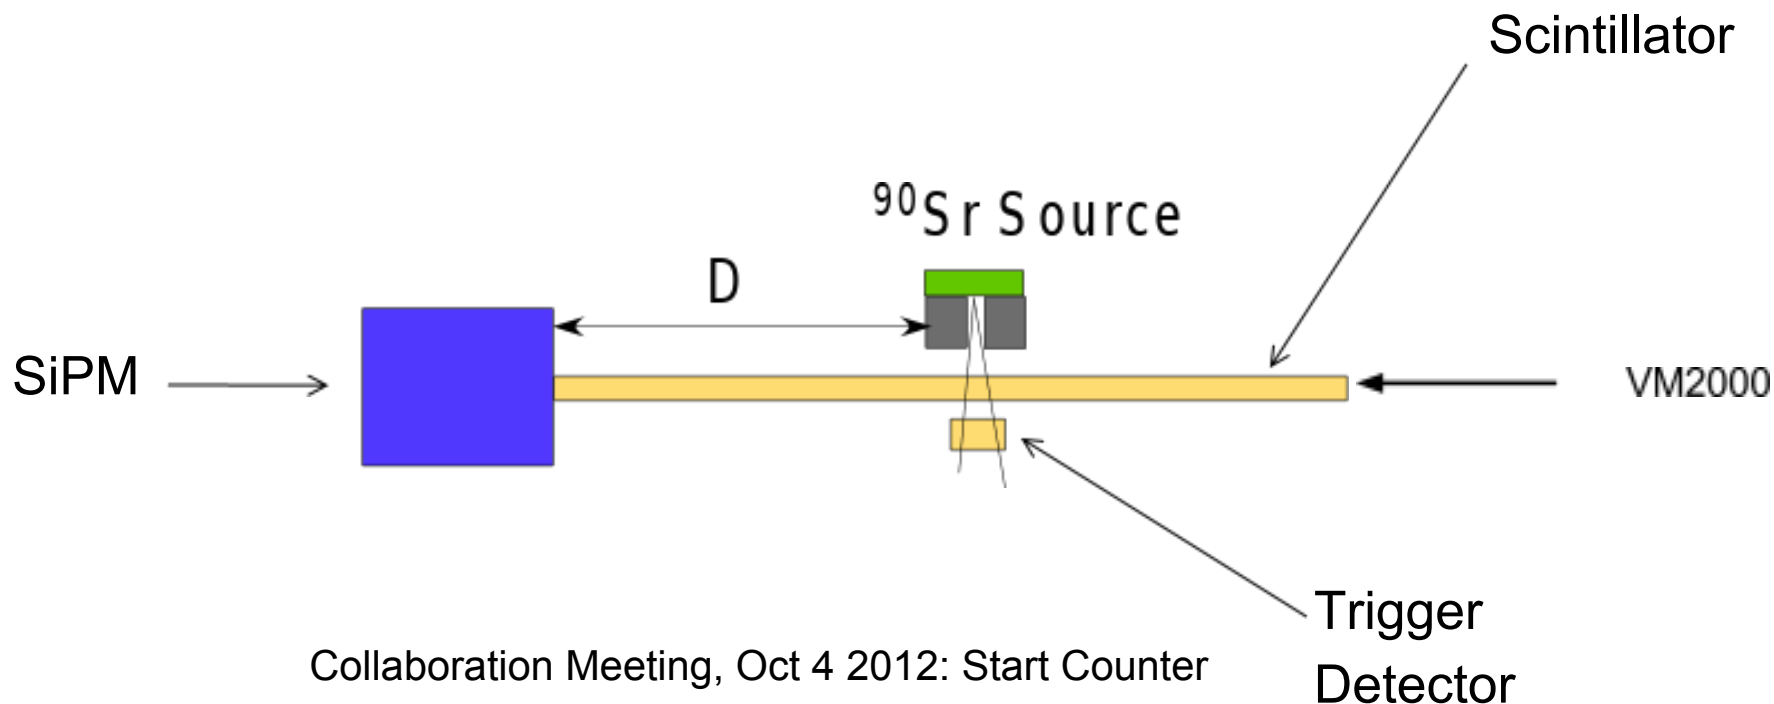 Scintillator
⁹⁰Sr Source
D
SiPM
VM2000
Trigger
Detector
Collaboration Meeting, Oct 4 2012: Start Counter